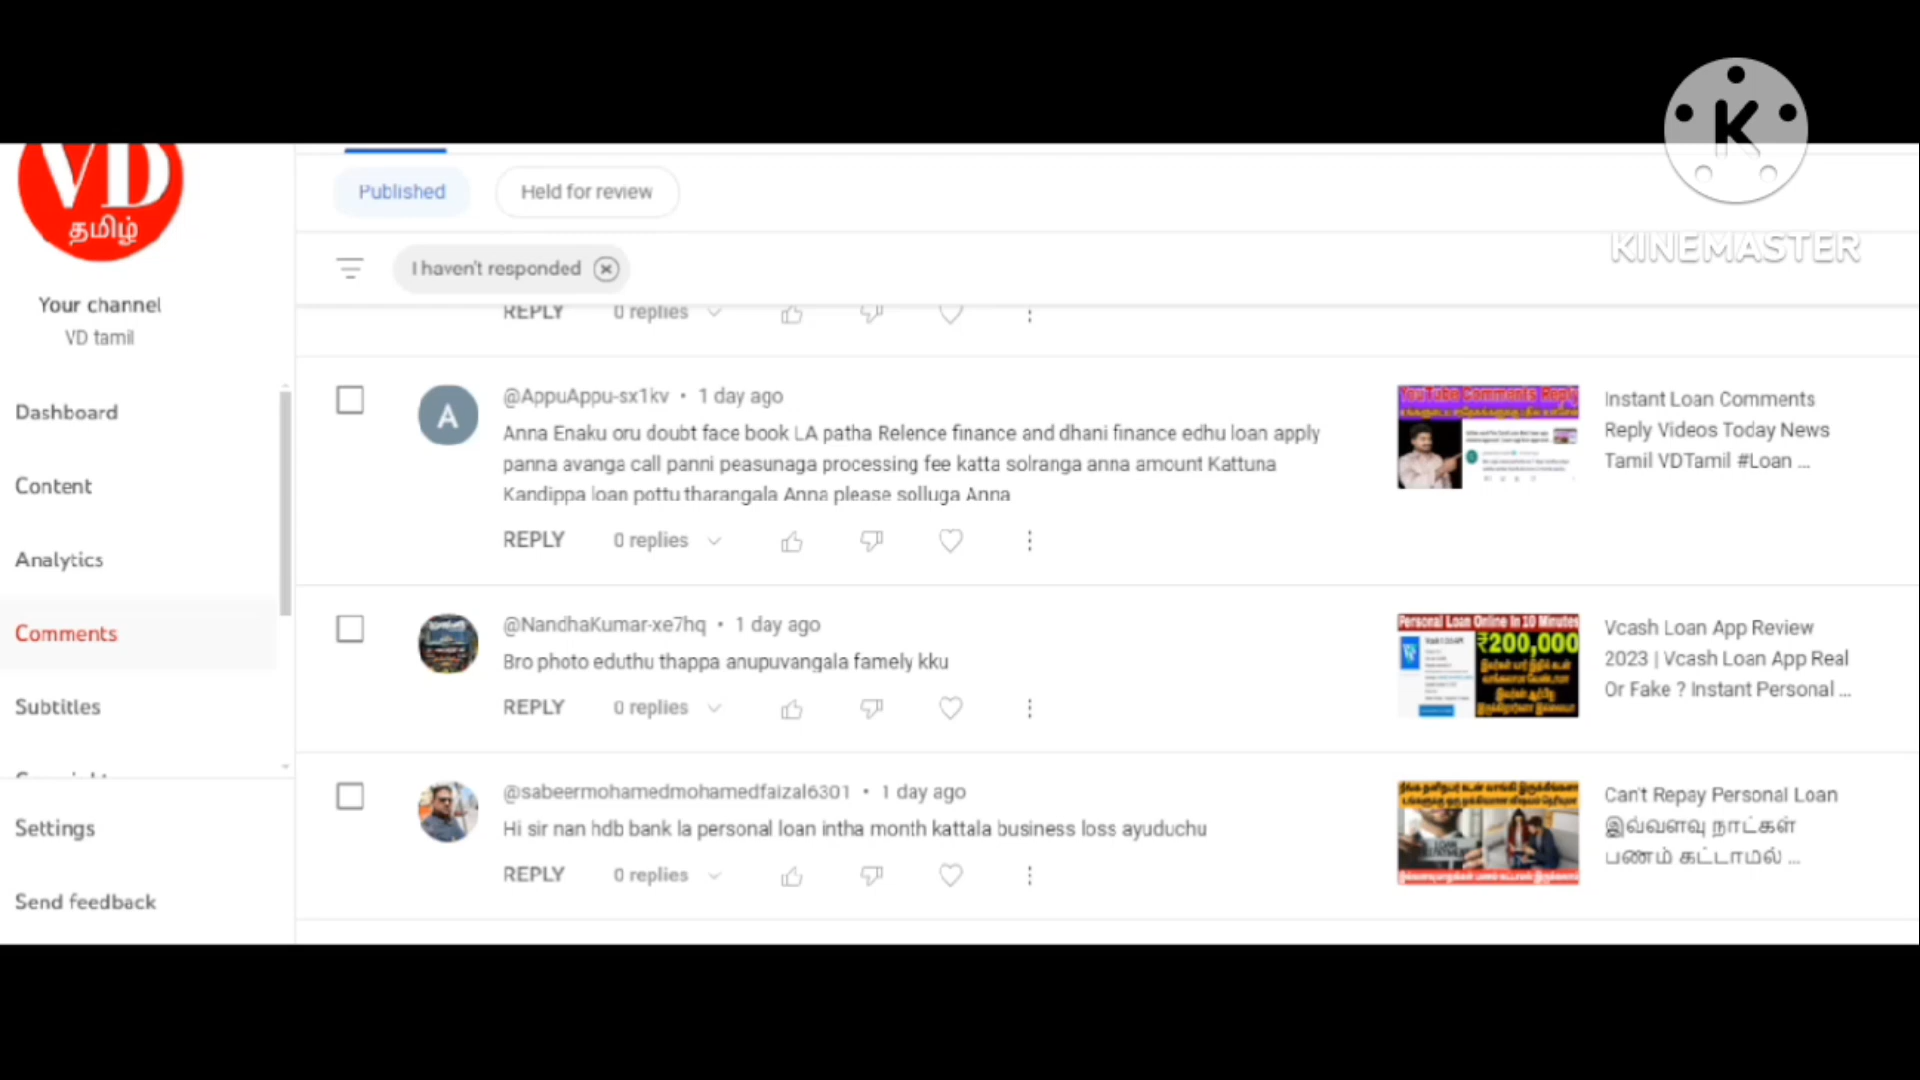 VD
தமிழ்
K
KINEMASTER
Your channel
VD tamil
Dashboard
Content
Analytics
Comments
Subtitles
Settings
Send feedback
Published
Held for review
I haven't responded
REPLY 0 replies
@AppuAppu-sx1kv • 1 day ago
Anna Enaku oru doubt face book LA patha Relence finance and dhani finance edhu loan apply
panna avanga call panni peasunaga processing fee katta solranga anna amount Kattuna
Kandippa loan pottu tharangala Anna please solluga Anna
REPLY 0 replies
YouTube Comments Reply
Instant Loan Comments
Reply Videos Today News
Tamil VDTamil #Loan ...
@NandhaKumar-xe7hq • 1 day ago
Bro photo eduthu thappa anupuvangala famely kku
REPLY 0 replies
Personal Loan Online In 10 Minutes
₹200,000
Vcash Loan App Review
2023 | Vcash Loan App Real
Or Fake ? Instant Personal ...
@sabeermohamedmohamedfaizal6301 • 1 day ago
Hi sir nan hdb bank la personal loan intha month kattala business loss ayuduchu
REPLY 0 replies
Can't Repay Personal Loan
இவ்வளவு நாட்கள்
பணம் கட்டாமல் ...